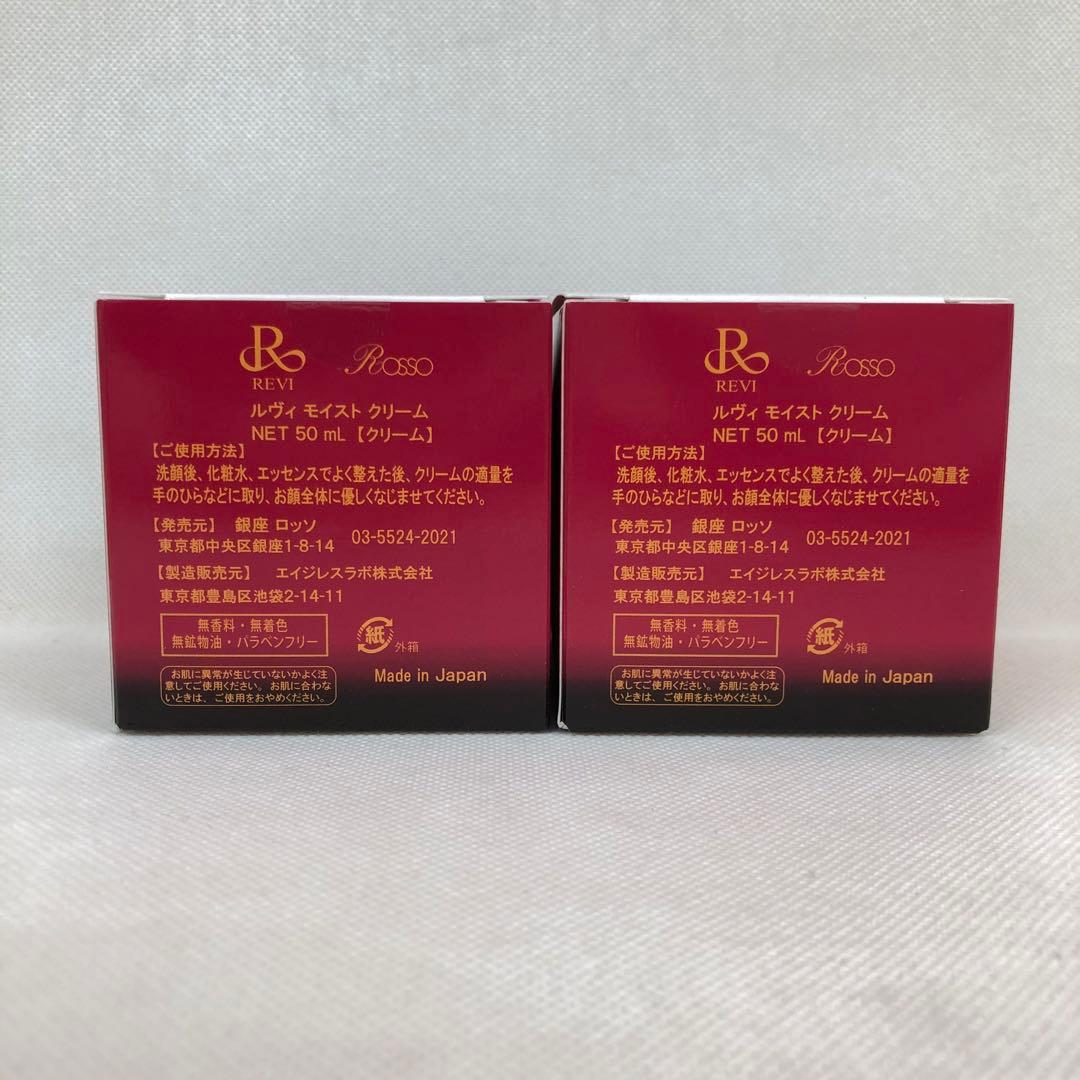 R
REVI
Rosso
ルヴィ モイスト クリーム
NET 50 mL 【クリーム】
【ご使用方法】
洗顔後、化粧水、エッセンスでよく整えた後、クリームの適量を
手のひらなどに取り、お顔全体に優しくなじませてください。
【発売元】 銀座 ロッソ
東京都中央区銀座1-8-14 03-5524-2021
【製造販売元】 エイジレスラボ株式会社
東京都豊島区池袋2-14-11
無香料・無着色
無鉱物油・パラベンフリー
紙
外箱
お肌に異常が生じていないかよく注
意してご使用ください。お肌に合わな
いときは、ご使用をおやめください。
Made in Japan
R
REVI
Rosso
ルヴィ モイスト クリーム
NET 50 mL 【クリーム】
【ご使用方法】
洗顔後、化粧水、エッセンスでよく整えた後、クリームの適量を
手のひらなどに取り、お顔全体に優しくなじませてください。
【発売元】 銀座 ロッソ
東京都中央区銀座1-8-14 03-5524-2021
【製造販売元】 エイジレスラボ株式会社
東京都豊島区池袋2-14-11
無香料・無着色
無鉱物油・パラベンフリー
紙
外箱
お肌に異常が生じていないかよく注
意してご使用ください。お肌に合わな
いときは、ご使用をおやめください。
Made in Japan